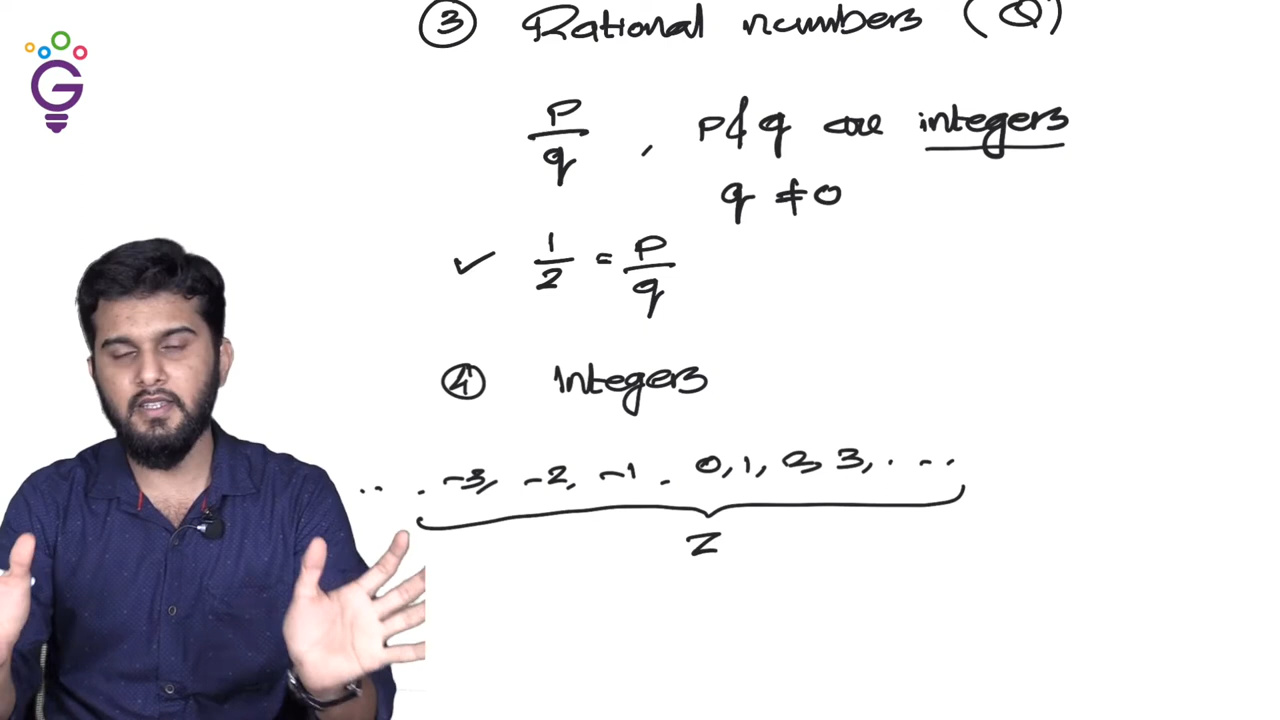 ③ Rational numbers (Q)
P/q , P & q are integers
q ≠ 0
✓ 1/2 = P/q
④ Integers
... -3, -2, -1, 0, 1, 2, 3, ....
Z
G